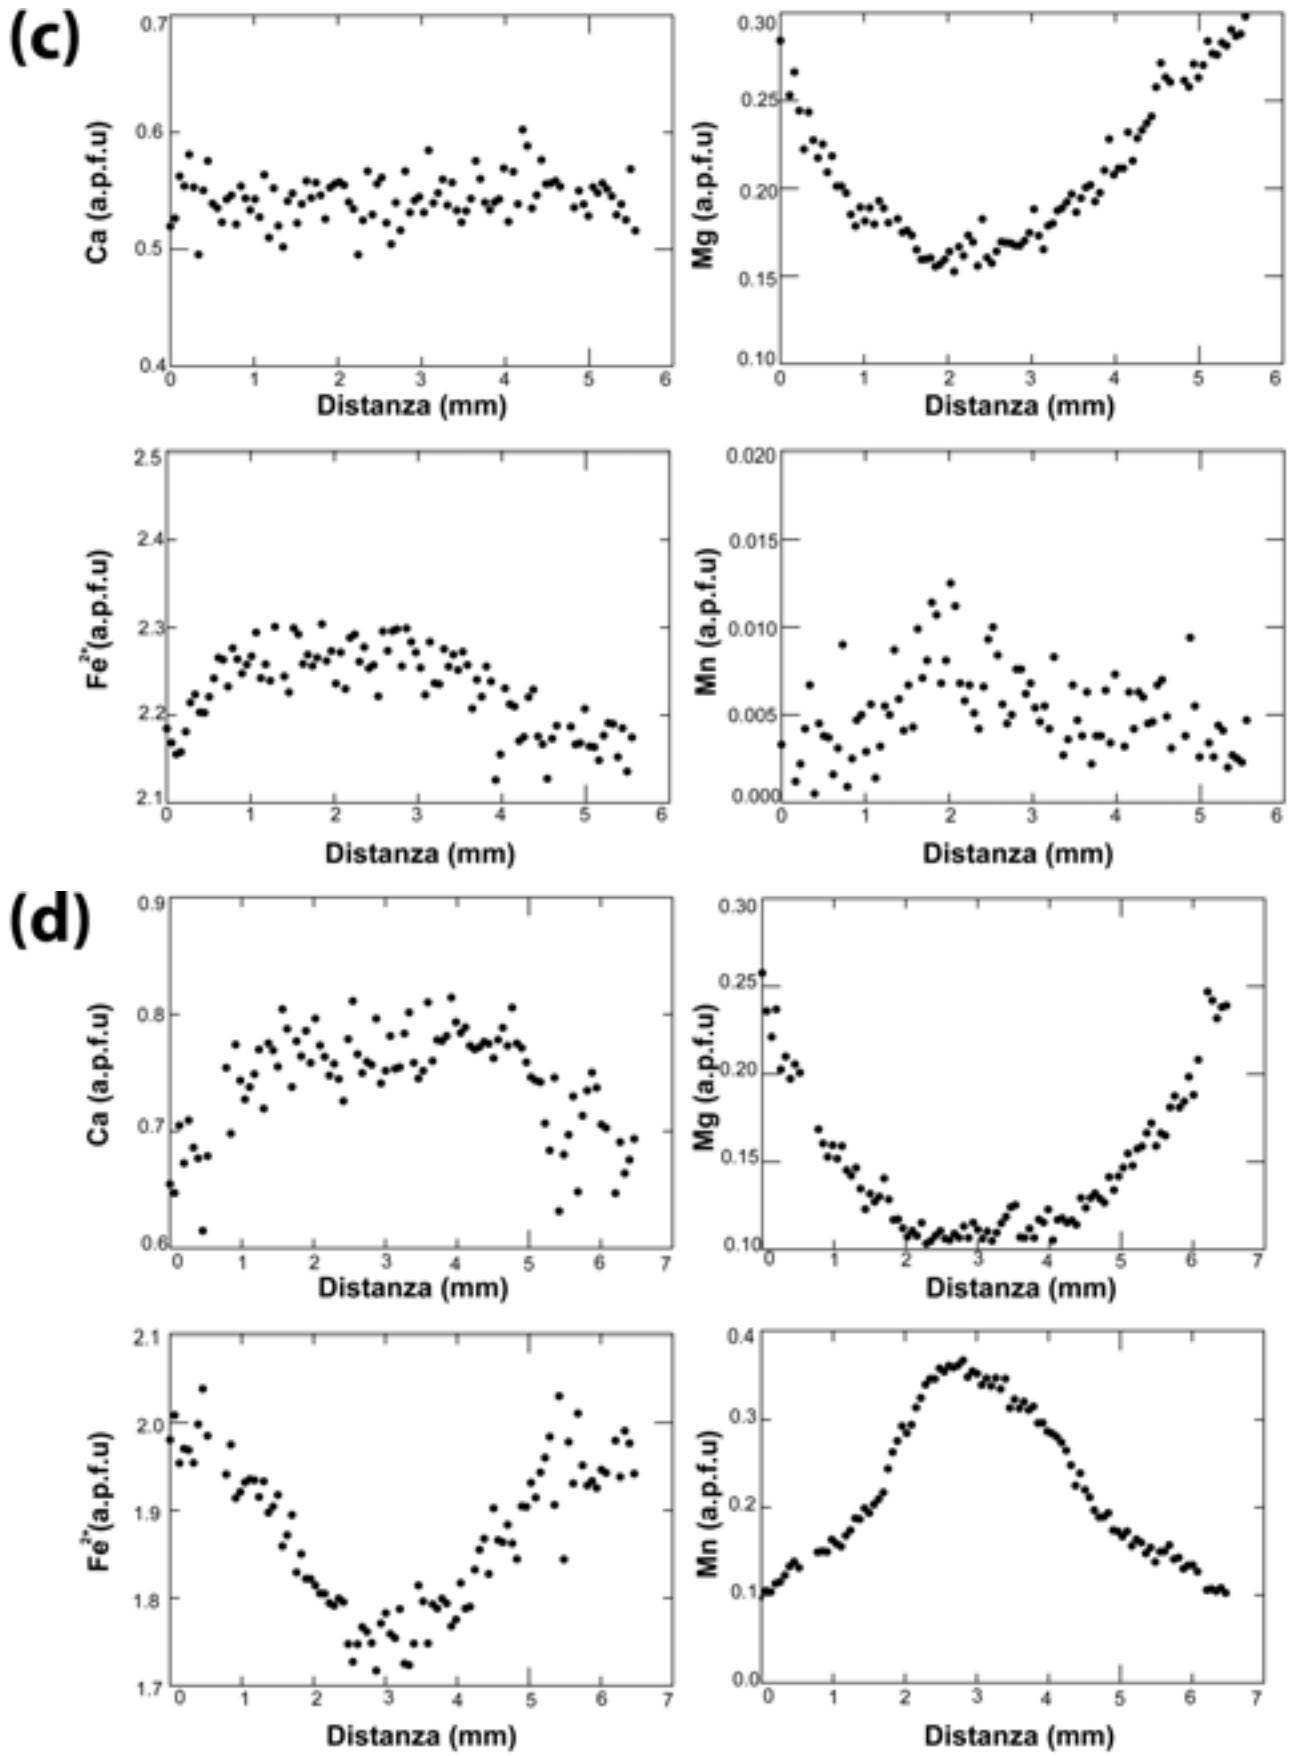 (c)
0.7
0.6
0.5
0.4
Ca (a.p.f.u)
0 1 2 3 4 5 6
Distanza (mm)
0.30
0.25
0.20
0.15
0.10
Mg (a.p.f.u)
0 1 2 3 4 5 6
Distanza (mm)
2.5
2.4
2.3
2.2
2.1
Fe²⁺(a.p.f.u)
0 1 2 3 4 5 6
Distanza (mm)
0.020
0.015
0.010
0.005
0.000
Mn (a.p.f.u)
0 1 2 3 4 5 6
Distanza (mm)
(d)
0.9
0.8
0.7
0.6
Ca (a.p.f.u)
0 1 2 3 4 5 6 7
Distanza (mm)
0.30
0.25
0.20
0.15
0.10
Mg (a.p.f.u)
0 1 2 3 4 5 6 7
Distanza (mm)
2.1
2.0
1.9
1.8
1.7
Fe²⁺(a.p.f.u)
0 1 2 3 4 5 6 7
Distanza (mm)
0.4
0.3
0.2
0.1
0.0
Mn (a.p.f.u)
0 1 2 3 4 5 6 7
Distanza (mm)